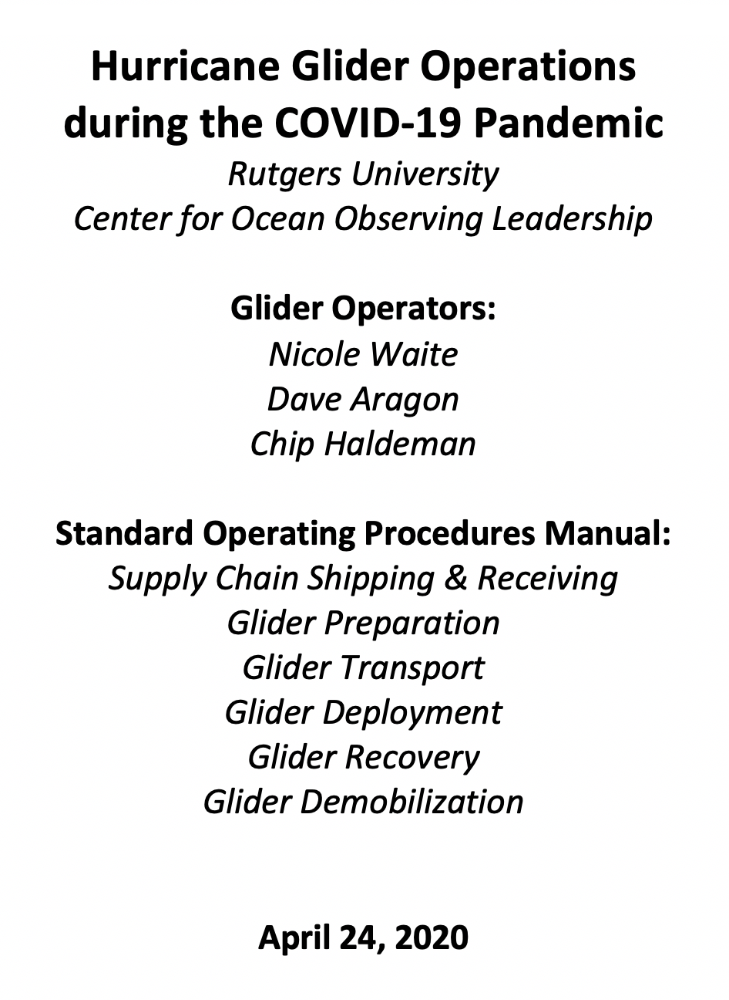 Hurricane Glider Operations
during the COVID-19 Pandemic
Rutgers University
Center for Ocean Observing Leadership
Glider Operators:
Nicole Waite
Dave Aragon
Chip Haldeman
Standard Operating Procedures Manual:
Supply Chain Shipping & Receiving
Glider Preparation
Glider Transport
Glider Deployment
Glider Recovery
Glider Demobilization
April 24, 2020